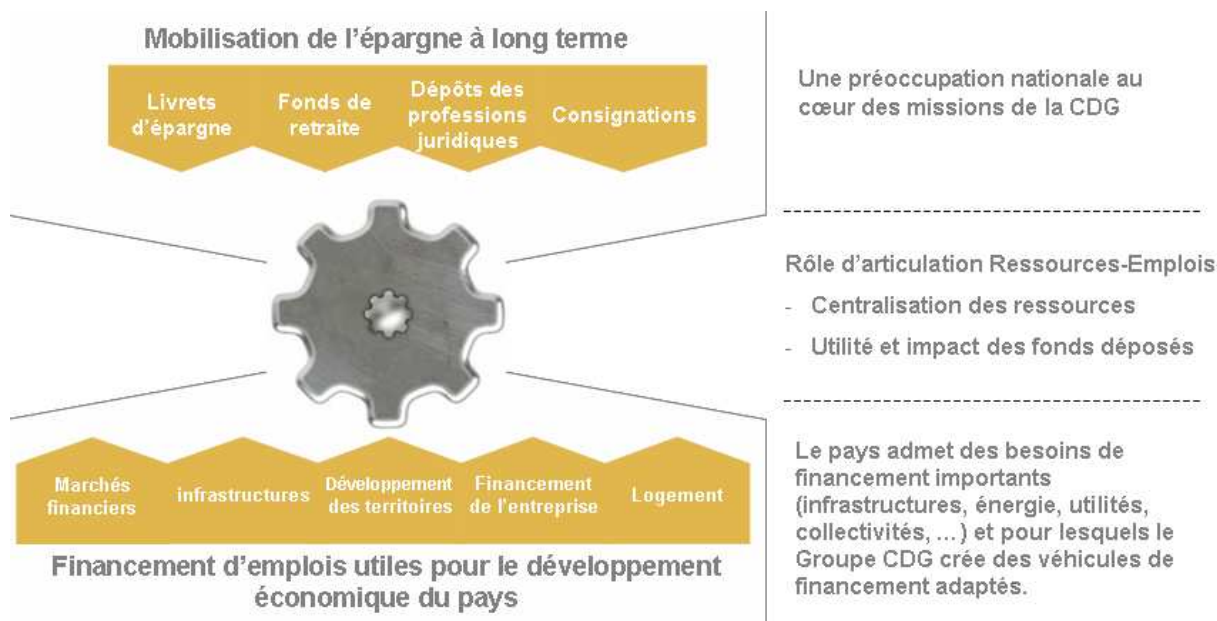 Mobilisation de l'épargne à long terme
Livrets
d'épargne
Fonds de
retraite
Dépôts des
professions
juridiques
Consignations
Une préoccupation nationale au
cœur des missions de la CDG
Rôle d'articulation Ressources-Emplois
- Centralisation des ressources
- Utilité et impact des fonds déposés
Marchés
financiers
infrastructures
Développement
des territoires
Financement
de l'entreprise
Logement
Financement d'emplois utiles pour le développement
économique du pays
Le pays admet des besoins de
financement importants
(infrastructures, énergie, utilités,
collectivités, ...) et pour lesquels le
Groupe CDG crée des véhicules de
financement adaptés.